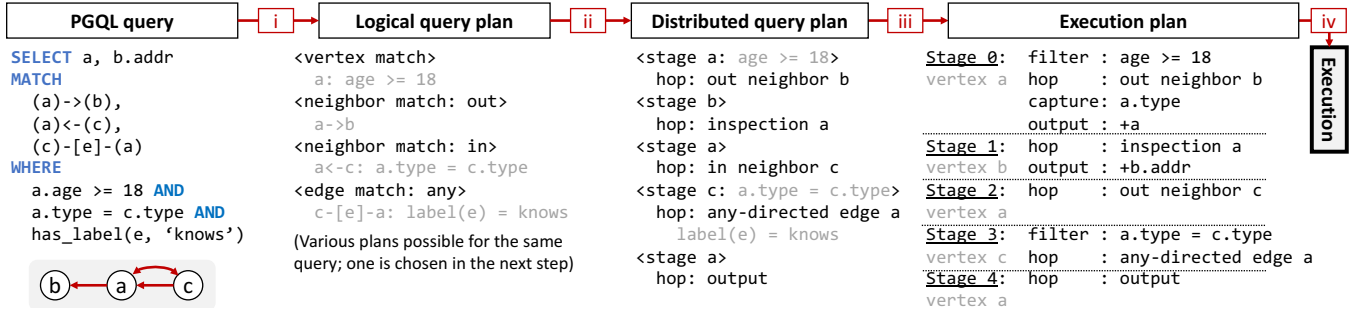 PGQL query
i
Logical query plan
ii
Distributed query plan
iii
Execution plan
iv
SELECT a, b.addr
MATCH
(a)->(b),
(a)<-(c),
(c)-[e]-(a)
WHERE
a.age >= 18 AND
a.type = c.type AND
has_label(e, ‘knows’)
b
a
c
<vertex match>
a: age >= 18
<neighbor match: out>
a->b
<neighbor match: in>
a<-c: a.type = c.type
<edge match: any>
c-[e]-a: label(e) = knows
(Various plans possible for the same
query; one is chosen in the next step)
<stage a: age >= 18>
hop: out neighbor b
<stage b>
hop: inspection a
<stage a>
hop: in neighbor c
<stage c: a.type = c.type>
hop: any-directed edge a
label(e) = knows
<stage a>
hop: output
Stage 0: filter : age >= 18
vertex a hop : out neighbor b
capture: a.type
output : +a
Stage 1: hop : inspection a
vertex b output : +b.addr
Stage 2: hop : out neighbor c
vertex a
Stage 3: filter : a.type = c.type
vertex c hop : any-directed edge a
Stage 4: hop : output
vertex a
Execution